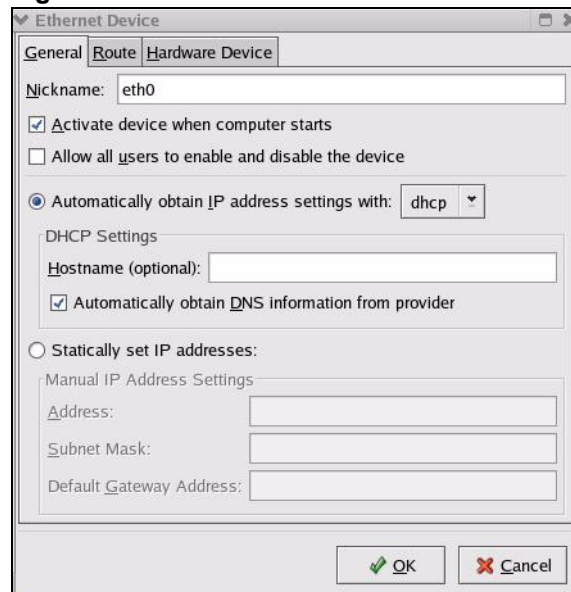 Ethernet Device
General Route Hardware Device
Nickname: eth0
Activate device when computer starts
Allow all users to enable and disable the device
Automatically obtain IP address settings with: dhcp
DHCP Settings
Hostname (optional):
Automatically obtain DNS information from provider
Statically set IP addresses:
Manual IP Address Settings
Address:
Subnet Mask:
Default Gateway Address:
OK Cancel